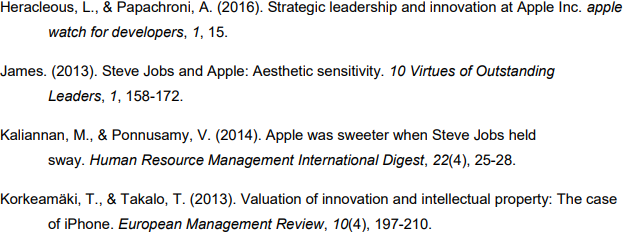 Heracleous, L., & Papachroni, A. (2016). Strategic leadership and innovation at Apple Inc. apple
watch for developers, 1, 15.
James. (2013). Steve Jobs and Apple: Aesthetic sensitivity. 10 Virtues of Outstanding
Leaders, 1, 158-172.
Kaliannan, M., & Ponnusamy, V. (2014). Apple was sweeter when Steve Jobs held
sway. Human Resource Management International Digest, 22(4), 25-28.
Korkeamäki, T., & Takalo, T. (2013). Valuation of innovation and intellectual property: The case
of iPhone. European Management Review, 10(4), 197-210.